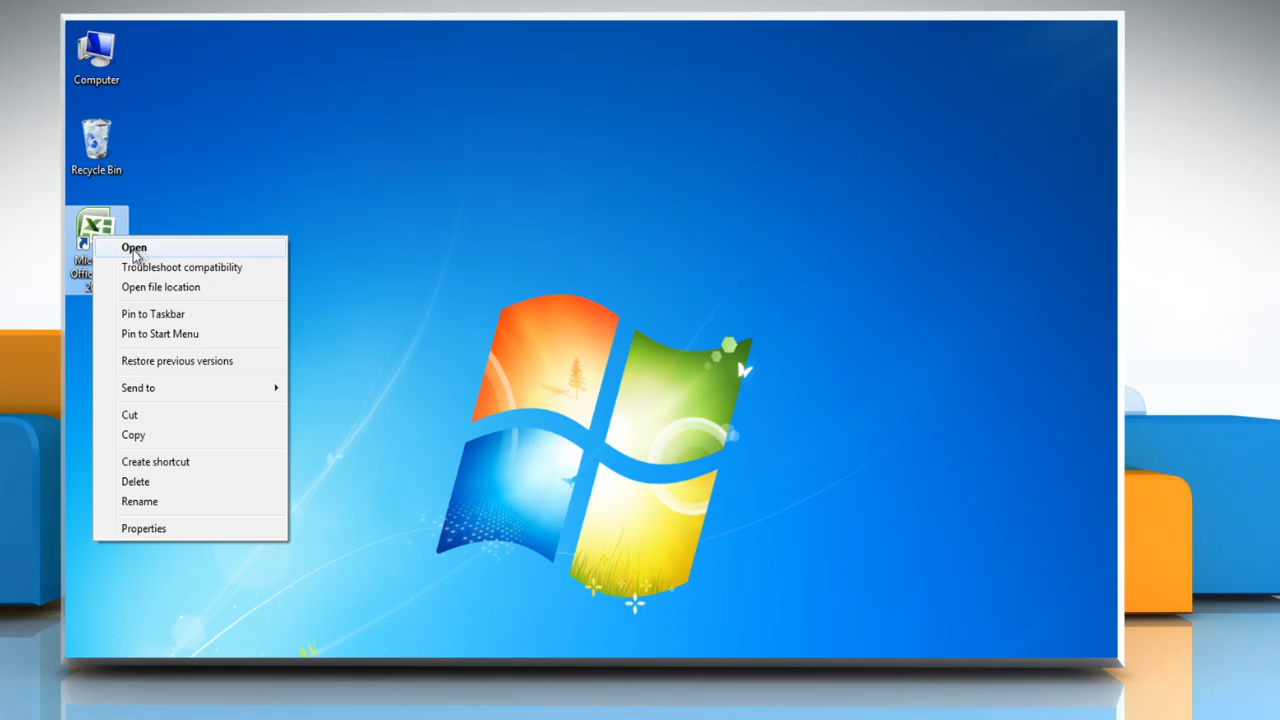 Computer
Recycle Bin
Open
Troubleshoot compatibility
Open file location
Pin to Taskbar
Pin to Start Menu
Restore previous versions
Send to
Cut
Copy
Create shortcut
Delete
Rename
Properties